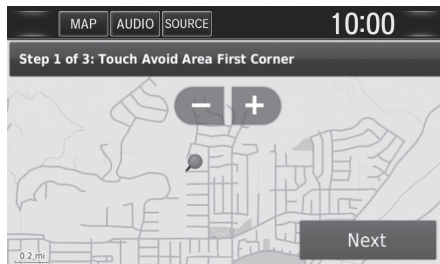 MAP AUDIO SOURCE 10:00
Step 1 of 3: Touch Avoid Area First Corner
− +
Next
0.2 mi